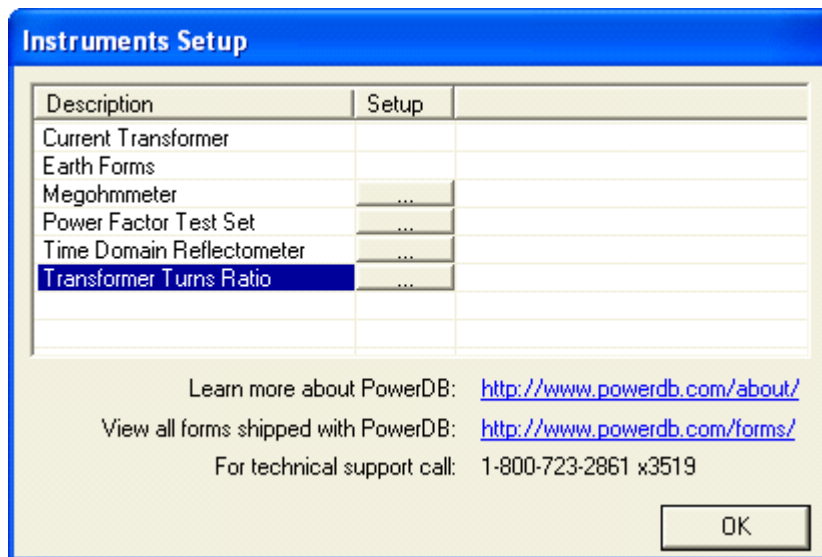 Instruments Setup
Description Setup
Current Transformer
Earth Forms
Megohmmeter ...
Power Factor Test Set ...
Time Domain Reflectometer ...
Transformer Turns Ratio ...
Learn more about PowerDB: http://www.powerdb.com/about/
View all forms shipped with PowerDB: http://www.powerdb.com/forms/
For technical support call: 1-800-723-2861 x3519
OK